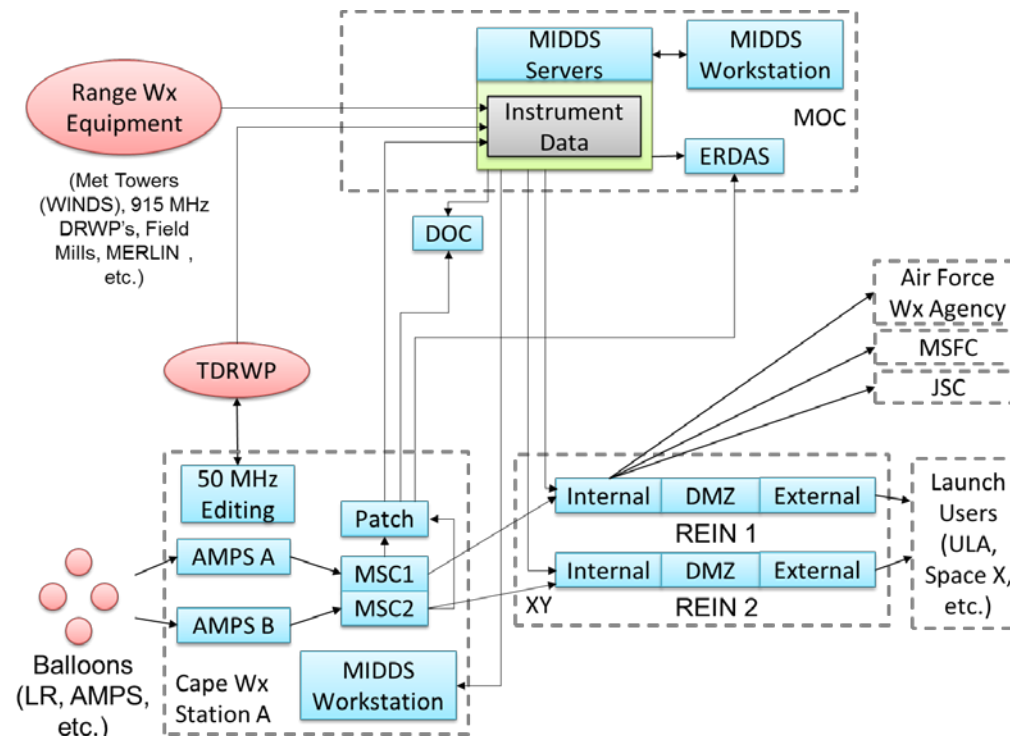 MIDDS
Servers
MIDDS
Workstation
Range Wx
Equipment
Instrument
Data
MOC
ERDAS
(Met Towers
(WINDS), 915 MHz
DRWP's, Field
Mills, MERLIN ,
etc.)
DOC
Air Force
Wx Agency
MSFC
JSC
TDRWP
50 MHz
Editing
Patch
Internal
DMZ
External
REIN 1
Launch
Users
(ULA,
Space X,
etc.)
AMPS A
MSC1
MSC2
AMPS B
Internal
DMZ
External
XY
REIN 2
Balloons
(LR, AMPS,
etc.)
Cape Wx
Station A
MIDDS
Workstation